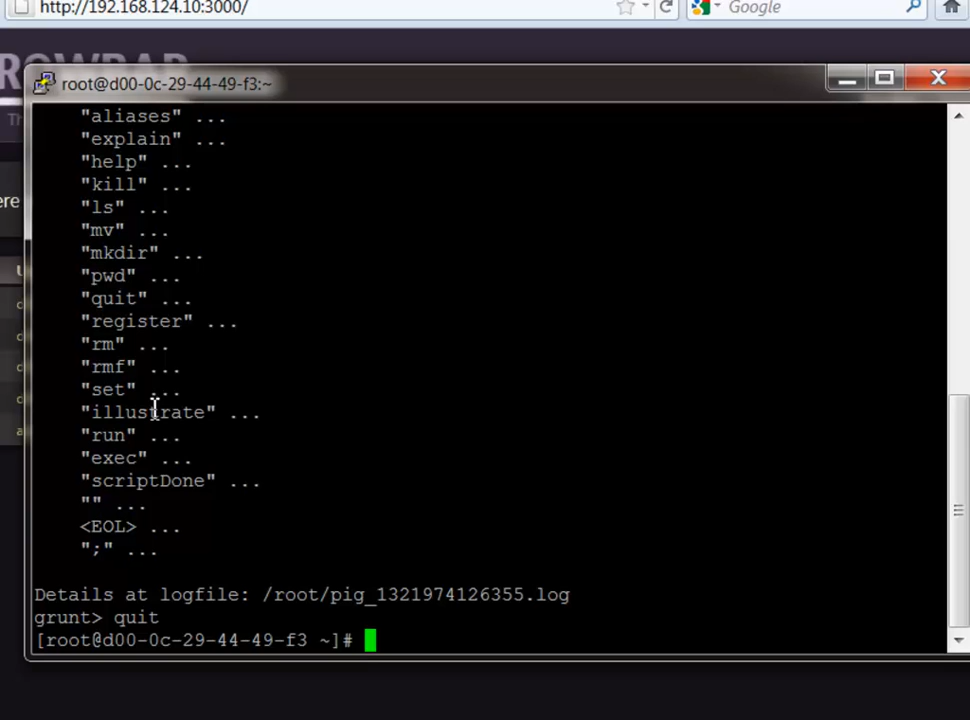 http://192.168.124.10:3000/
Google
root@d00-0c-29-44-49-f3:~
Th
ere
"aliases" ...
"explain" ...
"help" ...
"kill" ...
"ls" ...
"mv" ...
"mkdir" ...
"pwd" ...
"quit" ...
"register" ...
"rm" ...
"rmf" ...
"set" ...
"illustrate" ...
"run" ...
"exec" ...
"scriptDone" ...
"" ...
<EOL> ...
";" ...
Details at logfile: /root/pig_1321974126355.log
grunt> quit
[root@d00-0c-29-44-49-f3 ~]#